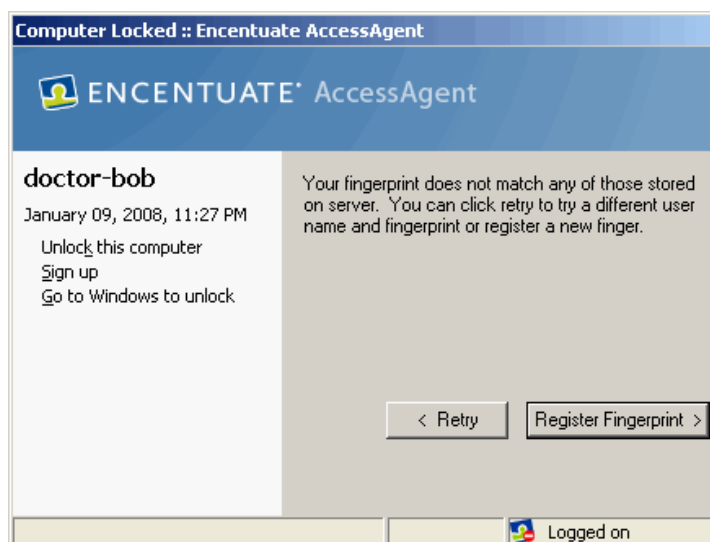 Computer Locked :: Encentuate AccessAgent
ENCENTUATE AccessAgent
doctor-bob
January 09, 2008, 11:27 PM
Unlock this computer
Sign up
Go to Windows to unlock
Your fingerprint does not match any of those stored
on server. You can click retry to try a different user
name and fingerprint or register a new finger.
< Retry
Register Fingerprint >
Logged on